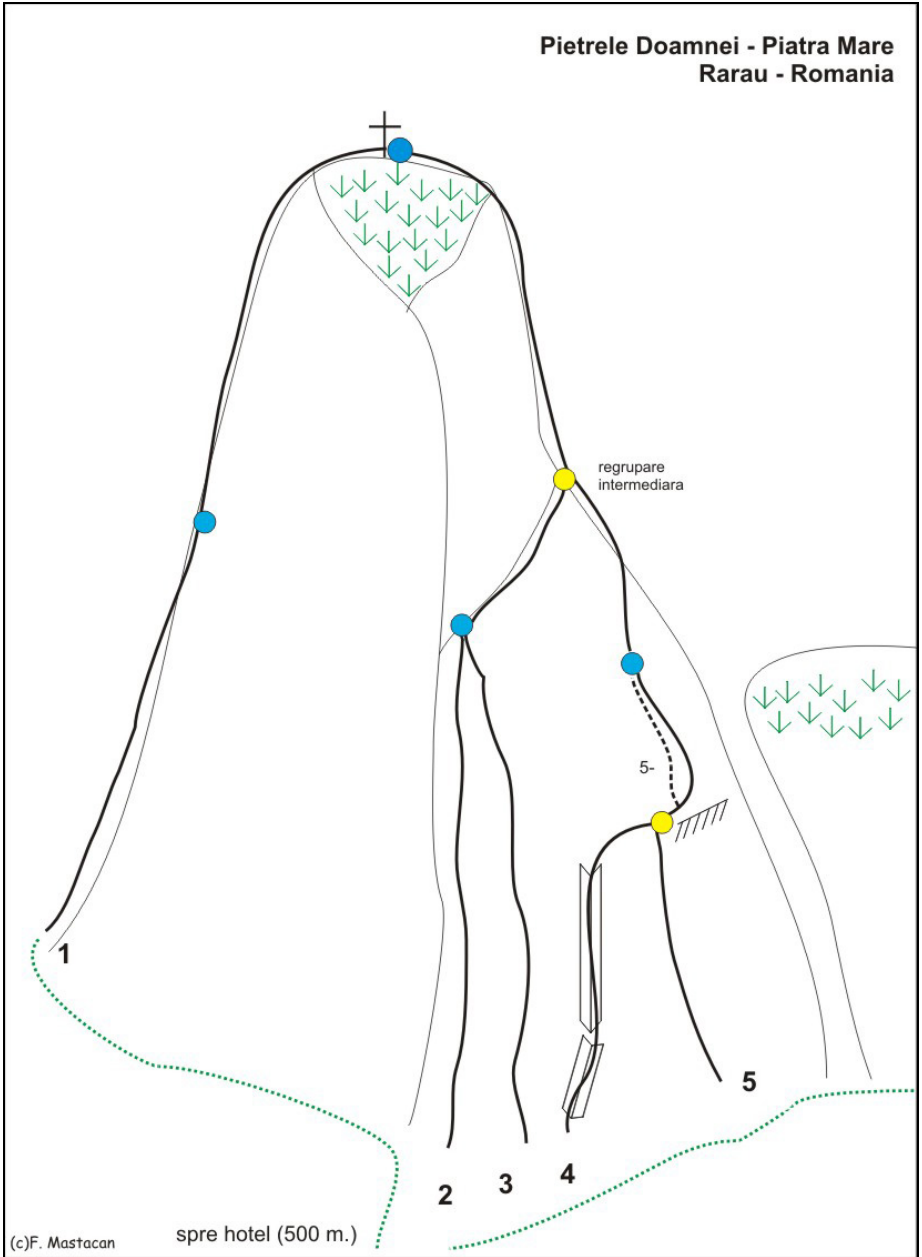 Pietrele Doamnei - Piatra Mare
Rarau - Romania
regrupare
intermediara
5-
1
5
2
3
4
spre hotel (500 m.)
(c)F. Mastacan